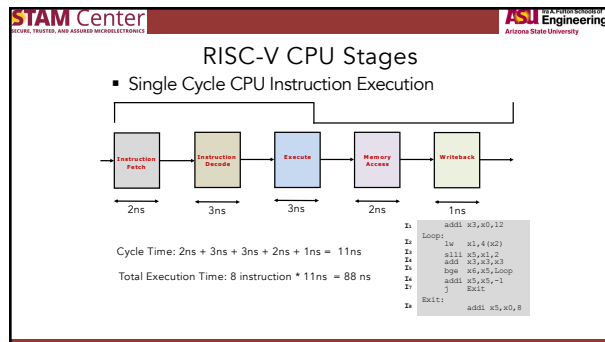 STAM Center
SECURE, TRUSTED, AND ASSURED MICROELECTRONICS
ASU Ira A. Fulton Schools of
Engineering
Arizona State University
RISC-V CPU Stages
▪ Single Cycle CPU Instruction Execution
Instruction
Fetch
Instruction
Decode
Execute
Memory
Access
Writeback
2ns
3ns
3ns
2ns
1ns
Cycle Time: 2ns + 3ns + 3ns + 2ns + 1ns = 11ns
Total Execution Time: 8 instruction * 11ns = 88 ns
I1 addi x3,x0,12
Loop:
I2 lw x1,4(x2)
I3 slli x5,x1,2
I4 add x3,x3,x3
I5 bge x6,x5,Loop
I6 addi x5,x5,-1
I7 j Exit
Exit:
I8 addi x5,x0,8